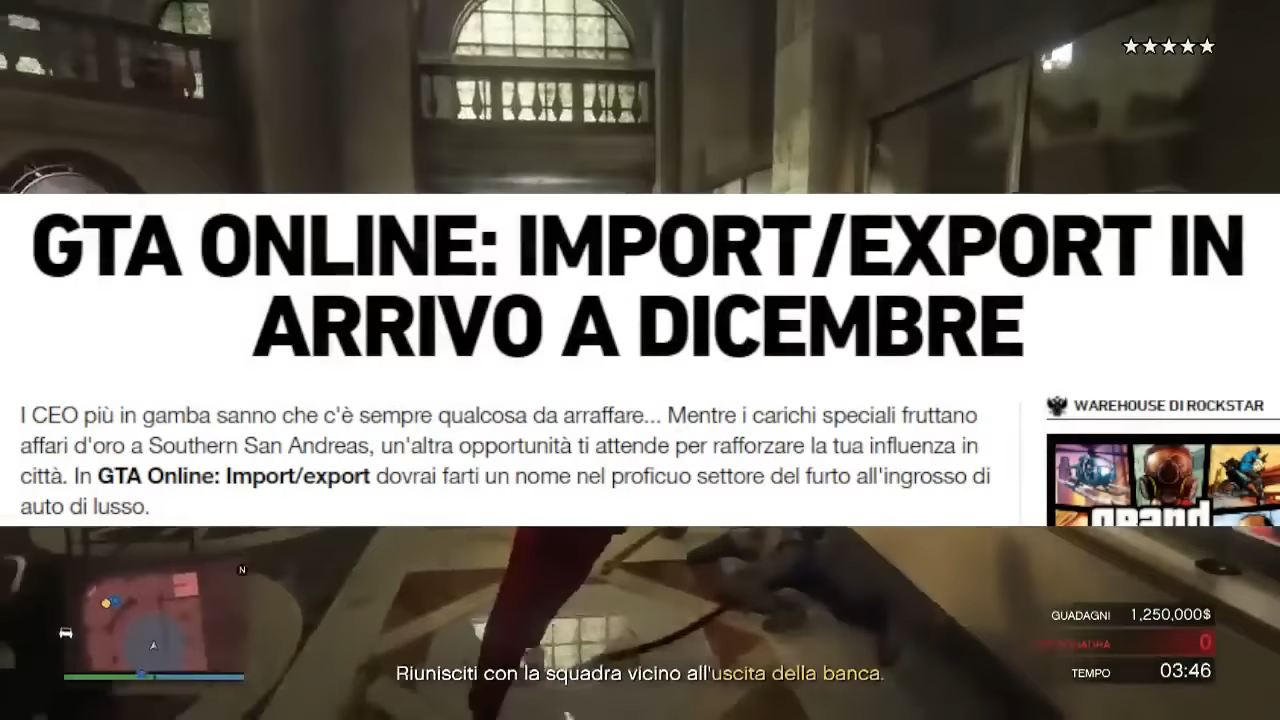 GTA ONLINE: IMPORT/EXPORT IN
ARRIVO A DICEMBRE
I CEO più in gamba sanno che c'è sempre qualcosa da arraffare... Mentre i carichi speciali fruttano
affari d'oro a Southern San Andreas, un'altra opportunità ti attende per rafforzare la tua influenza in
città. In GTA Online: Import/export dovrai farti un nome nel proficuo settore del furto all'ingrosso di
auto di lusso.
WAREHOUSE DI ROCKSTAR
grand
N
GUADAGNI 1,250,000$
0
TEMPO 03:46
Riunisciti con la squadra vicino all'uscita della banca.